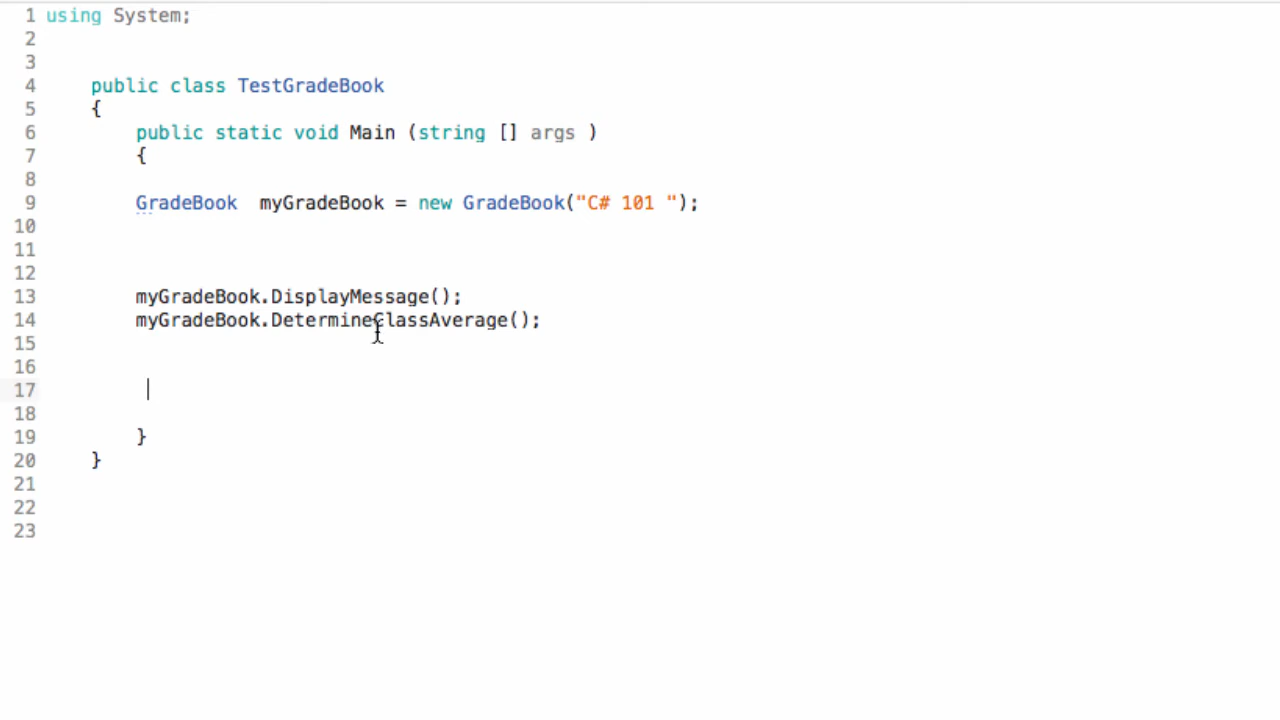 1 using System;
2
3
4 public class TestGradeBook
5 {
6 public static void Main (string [] args )
7 {
8
9 GradeBook  myGradeBook = new GradeBook("C# 101 ");
10
11
12
13 myGradeBook.DisplayMessage();
14 myGradeBook.DetermineClassAverage();
15
16
17
18
19 }
20 }
21
22
23